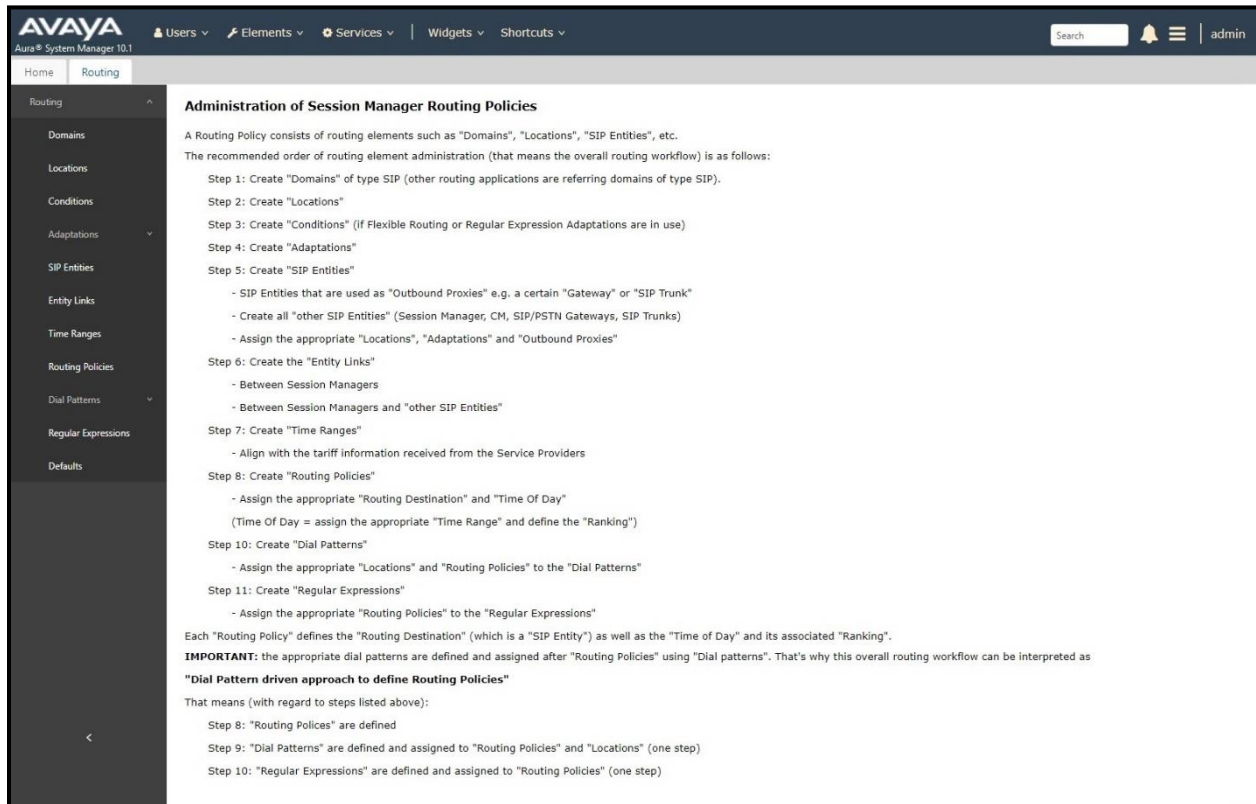 AVAYA
Aura® System Manager 10.1
Users Elements Services | Widgets Shortcuts Search admin
Home Routing
Routing
Domains
Locations
Conditions
Adaptations
SIP Entities
Entity Links
Time Ranges
Routing Policies
Dial Patterns
Regular Expressions
Defaults
Administration of Session Manager Routing Policies
A Routing Policy consists of routing elements such as "Domains", "Locations", "SIP Entities", etc.
The recommended order of routing element administration (that means the overall routing workflow) is as follows:
Step 1: Create "Domains" of type SIP (other routing applications are referring domains of type SIP).
Step 2: Create "Locations"
Step 3: Create "Conditions" (if Flexible Routing or Regular Expression Adaptations are in use)
Step 4: Create "Adaptations"
Step 5: Create "SIP Entities"
- SIP Entities that are used as "Outbound Proxies" e.g. a certain "Gateway" or "SIP Trunk"
- Create all "other SIP Entities" (Session Manager, CM, SIP/PSTN Gateways, SIP Trunks)
- Assign the appropriate "Locations", "Adaptations" and "Outbound Proxies"
Step 6: Create the "Entity Links"
- Between Session Managers
- Between Session Managers and "other SIP Entities"
Step 7: Create "Time Ranges"
- Align with the tariff information received from the Service Providers
Step 8: Create "Routing Policies"
- Assign the appropriate "Routing Destination" and "Time Of Day"
(Time Of Day = assign the appropriate "Time Range" and define the "Ranking")
Step 10: Create "Dial Patterns"
- Assign the appropriate "Locations" and "Routing Policies" to the "Dial Patterns"
Step 11: Create "Regular Expressions"
- Assign the appropriate "Routing Policies" to the "Regular Expressions"
Each "Routing Policy" defines the "Routing Destination" (which is a "SIP Entity") as well as the "Time of Day" and its associated "Ranking".
IMPORTANT: the appropriate dial patterns are defined and assigned after "Routing Policies" using "Dial patterns". That's why this overall routing workflow can be interpreted as
"Dial Pattern driven approach to define Routing Policies"
That means (with regard to steps listed above):
Step 8: "Routing Polices" are defined
Step 9: "Dial Patterns" are defined and assigned to "Routing Policies" and "Locations" (one step)
Step 10: "Regular Expressions" are defined and assigned to "Routing Policies" (one step)